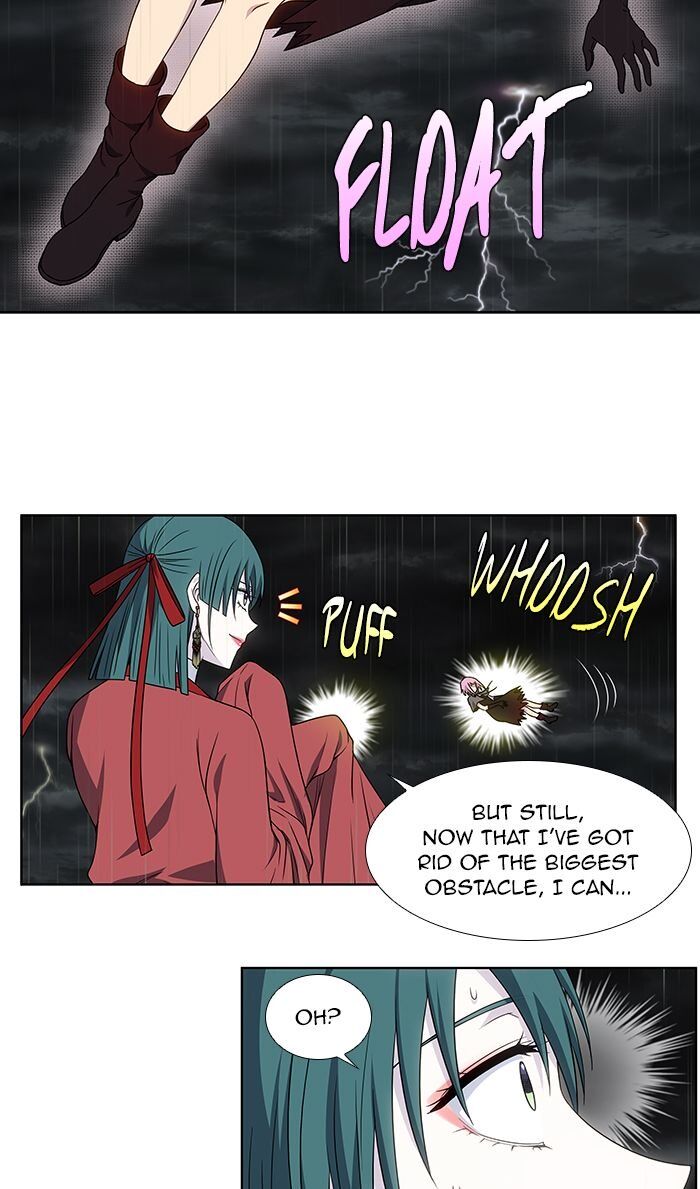 FLOAT
WHOOSH
PUFF
BUT STILL,
NOW THAT I'VE GOT
RID OF THE BIGGEST
OBSTACLE, I CAN...
OH?